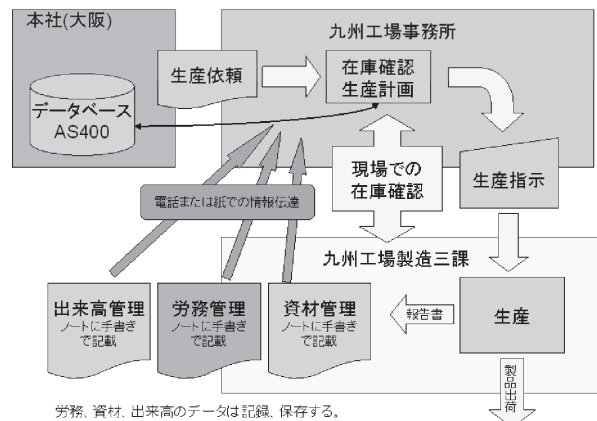 本社(大阪)
九州工場事務所
データベース
AS400
生産依頼
在庫確認
生産計画
現場での
在庫確認
生産指示
電話または紙での情報伝達
九州工場製造三課
出来高管理
ノートに手書き
で記載
労務管理
ノートに手書き
で記載
資材管理
ノートに手書き
で記載
報告書
生産
製品出荷
労務、資材、出来高のデータは記録、保存する。